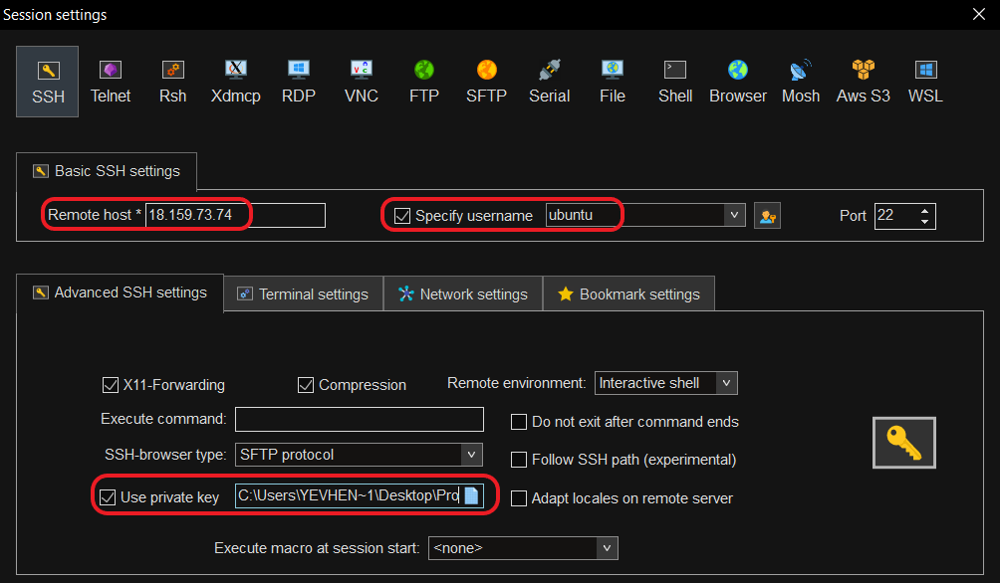 Session settings
SSH Telnet Rsh Xdmcp RDP VNC FTP SFTP Serial File Shell Browser Mosh Aws S3 WSL
Basic SSH settings
Remote host * 18.159.73.74 Specify username ubuntu Port 22
Advanced SSH settings Terminal settings Network settings Bookmark settings
X11-Forwarding Compression Remote environment: Interactive shell
Execute command: Do not exit after command ends
SSH-browser type: SFTP protocol Follow SSH path (experimental)
Use private key C:\Users\YEVHEN~1\Desktop\Pro Adapt locales on remote server
Execute macro at session start: <none>